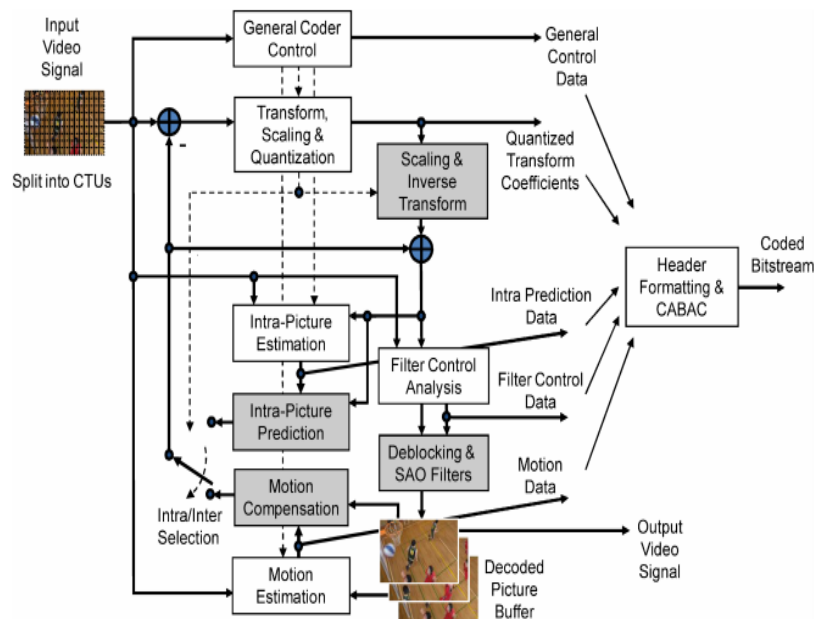 Input
Video
Signal
Split into CTUs
General Coder
Control
Transform,
Scaling &
Quantization
-
Scaling &
Inverse
Transform
General
Control
Data
Quantized
Transform
Coefficients
Intra-Picture
Estimation
Intra-Picture
Prediction
Filter Control
Analysis
Deblocking &
SAO Filters
Intra Prediction
Data
Filter Control
Data
Motion
Data
Header
Formatting &
CABAC
Coded
Bitstream
Intra/Inter
Selection
Motion
Compensation
Motion
Estimation
Decoded
Picture
Buffer
Output
Video
Signal